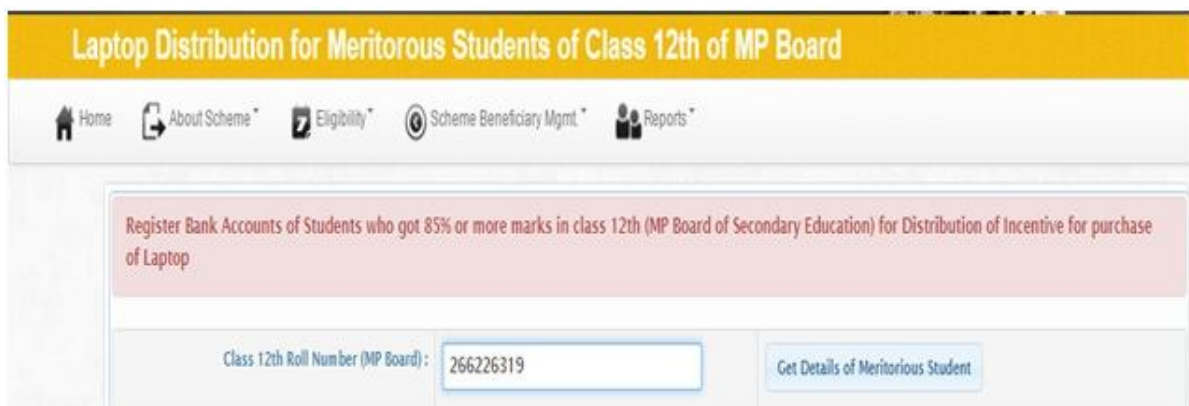 Laptop Distribution for Meritorous Students of Class 12th of MP Board
Home About Scheme Eligibility Scheme Beneficiary Mgmt. Reports
Register Bank Accounts of Students who got 85% or more marks in class 12th (MP Board of Secondary Education) for Distribution of Incentive for purchase
of Laptop
Class 12th Roll Number (MP Board) : 266226319 Get Details of Meritorious Student